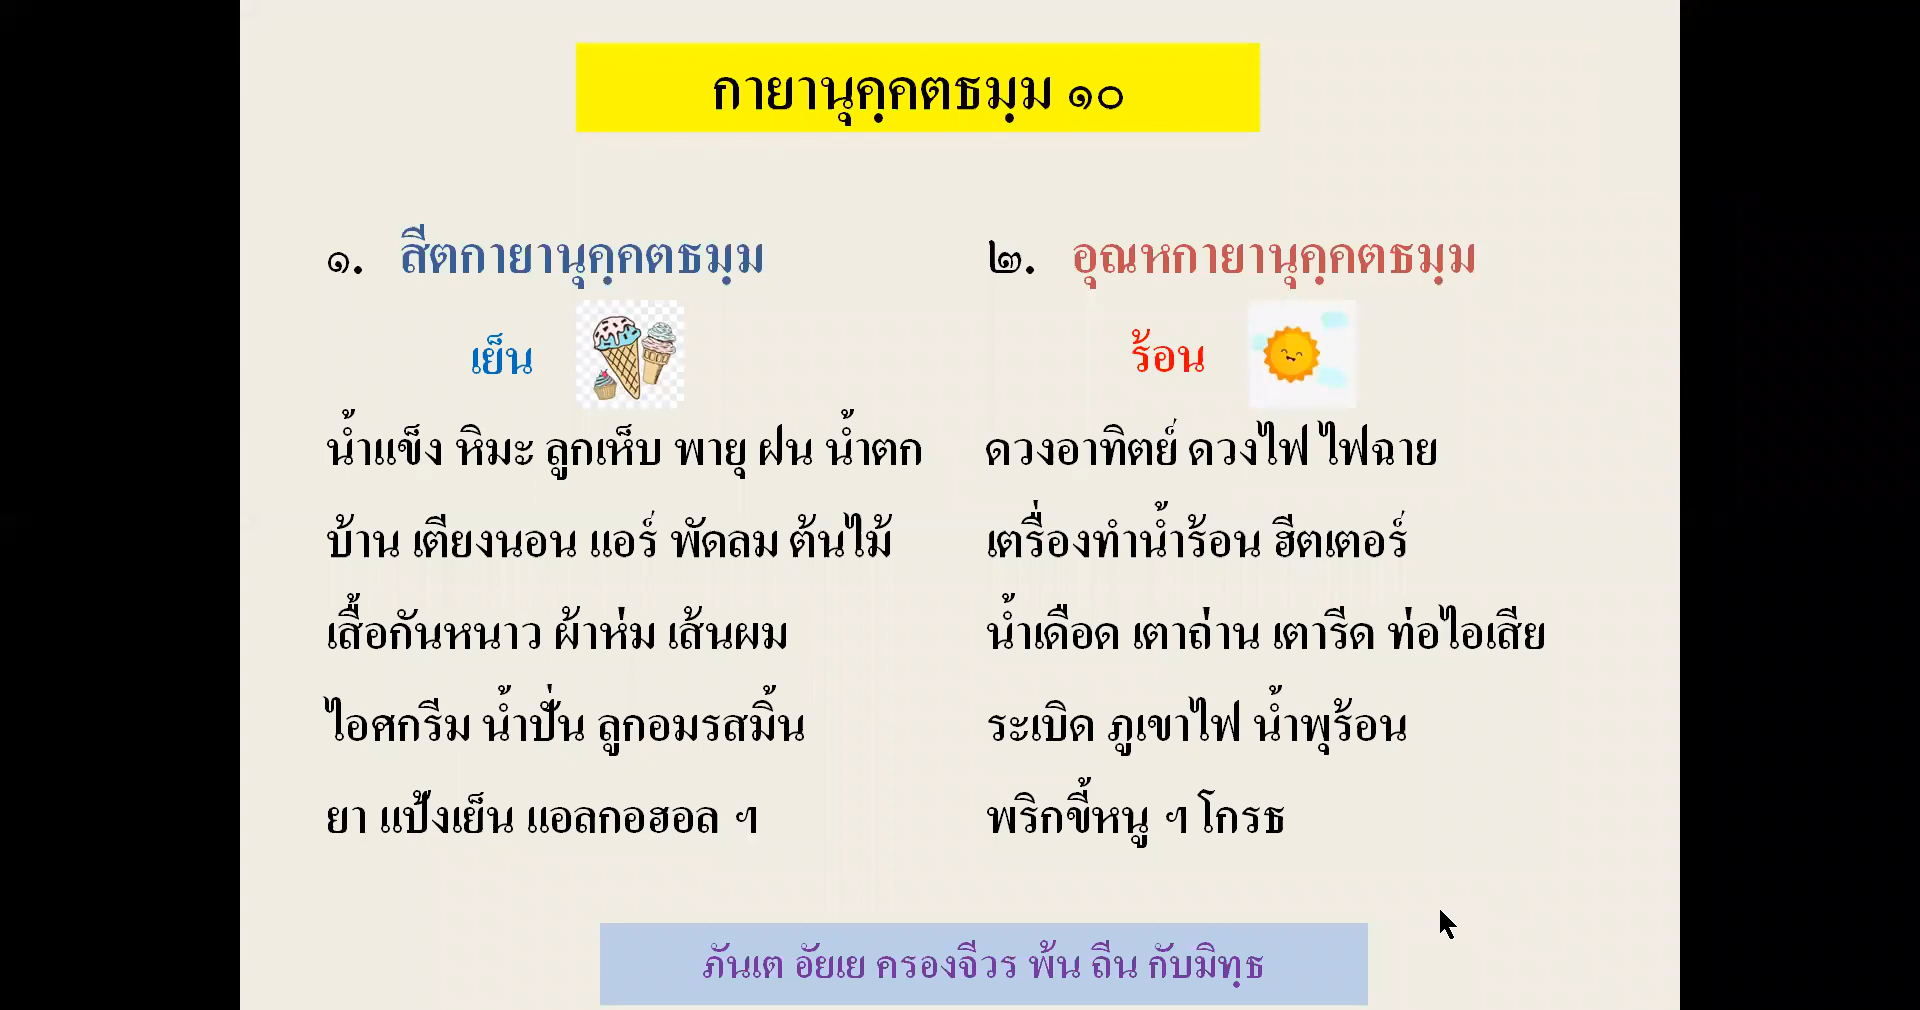 กายานุคฺคตธมฺม ๑๐
๑. สีตกายานุคฺคตธมฺม
เย็น
น้ำแข็ง หิมะ ลูกเห็บ พายุ ฝน น้ำตก
บ้าน เตียงนอน แอร์ พัดลม ต้นไม้
เสื้อกันหนาว ผ้าห่ม เส้นผม
ไอศกรีม น้ำปั่น ลูกอมรสมิ้น
ยา แป้งเย็น แอลกอฮอล ฯ
๒. อุณหกายานุคฺคตธมฺม
ร้อน
ดวงอาทิตย์ ดวงไฟ ไฟฉาย
เตรื่องทำน้ำร้อน ฮีตเตอร์
น้ำเดือด เตาถ่าน เตารีด ท่อไอเสีย
ระเบิด ภูเขาไฟ น้ำพุร้อน
พริกขี้หนู ฯ โกรธ
ภันเต อัยเย ครองจีวร พ้น ถีน กับมิทฺธ